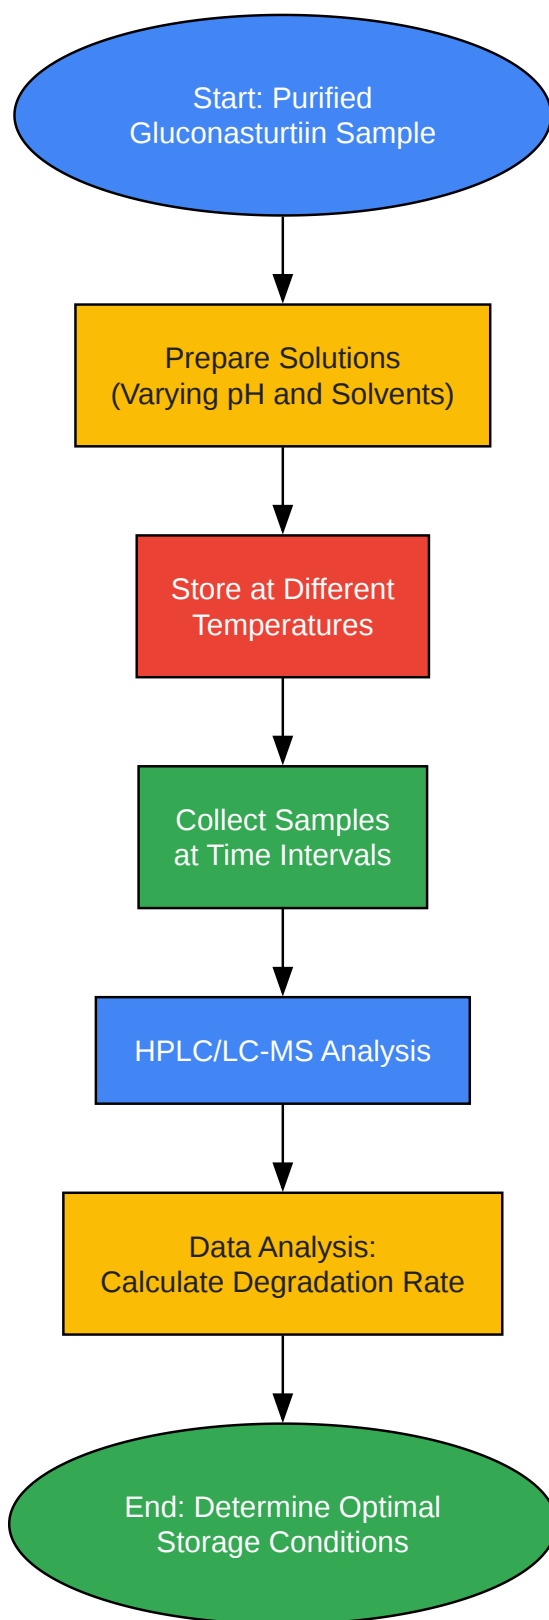 Start: Purified
Gluconasturtiin Sample
Prepare Solutions
(Varying pH and Solvents)
Store at Different
Temperatures
Collect Samples
at Time Intervals
HPLC/LC-MS Analysis
Data Analysis:
Calculate Degradation Rate
End: Determine Optimal
Storage Conditions